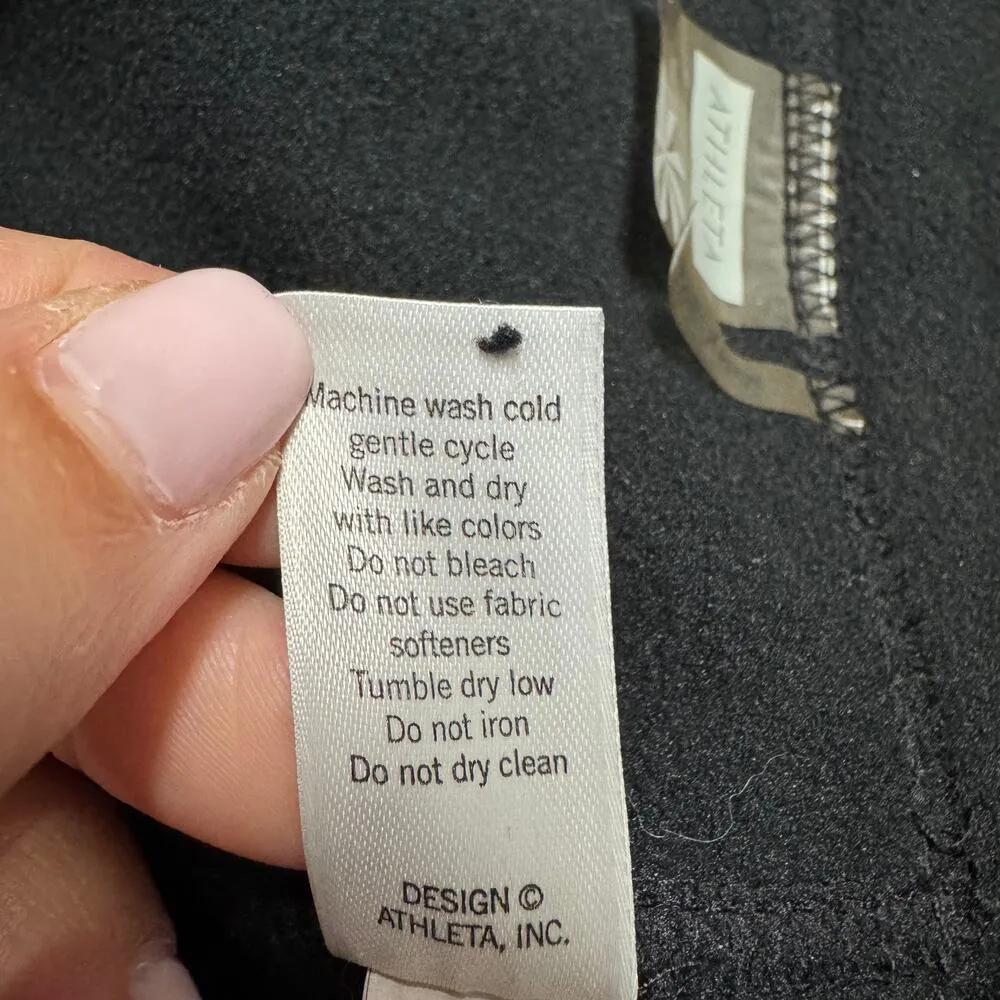 ATHLETA
Machine wash cold
gentle cycle
Wash and dry
with like colors
Do not bleach
Do not use fabric
softeners
Tumble dry low
Do not iron
Do not dry clean
DESIGN ©
ATHLETA, INC.